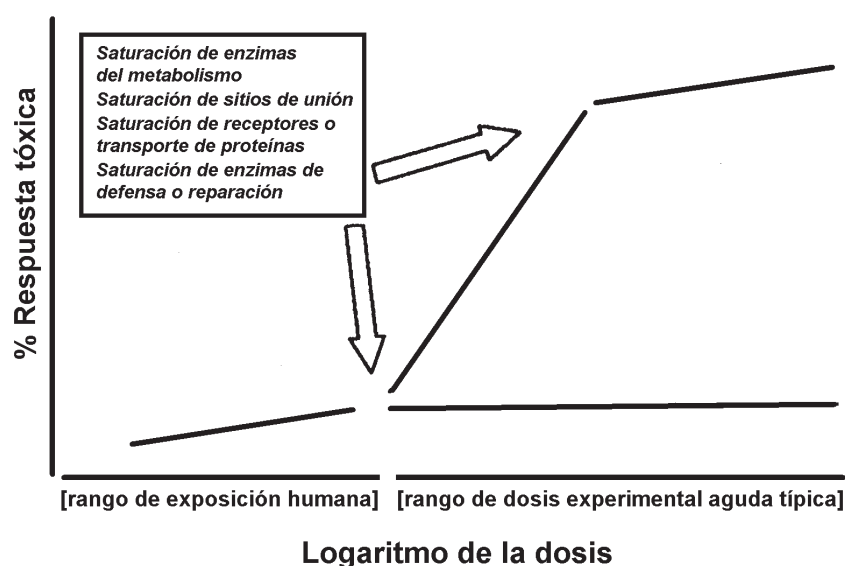 % Respuesta tóxica
Saturación de enzimas
del metabolismo
Saturación de sitios de unión
Saturación de receptores o
transporte de proteínas
Saturación de enzimas de
defensa o reparación
[rango de exposición humana] [rango de dosis experimental aguda típica]
Logaritmo de la dosis